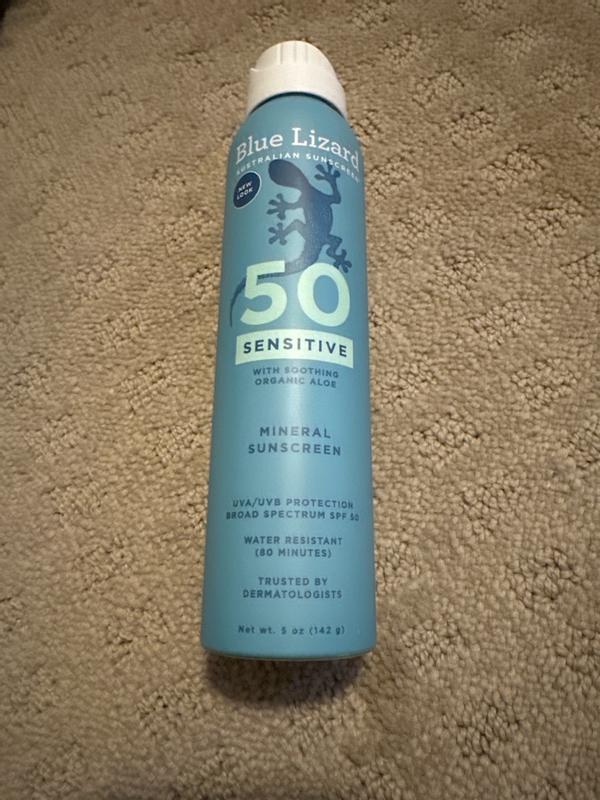 Blue Lizard
AUSTRALIAN SUNSCREEN
NEW
LOOK
50
SENSITIVE
WITH SOOTHING
ORGANIC ALOE
MINERAL
SUNSCREEN
UVA/UVB PROTECTION
BROAD SPECTRUM SPF 50
WATER RESISTANT
(80 MINUTES)
TRUSTED BY
DERMATOLOGISTS
Net wt. 5 oz (142 g)